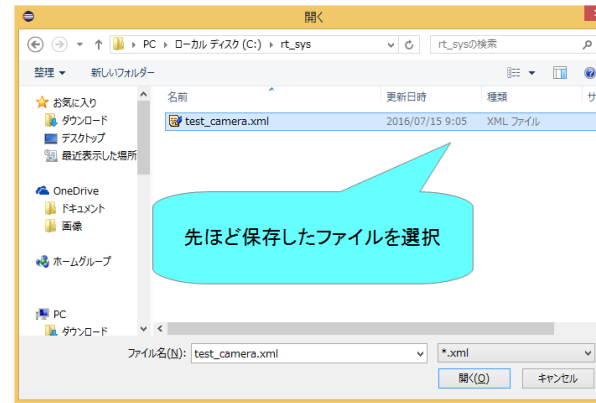 開く
PC ▸ ローカル ディスク (C:) ▸ rt_sys
rt_sysの検索
整理 ▼ 新しいフォルダー
名前 更新日時 種類 サ
test_camera.xml 2016/07/15 9:05 XML ファイル
お気に入り
ダウンロード
デスクトップ
最近表示した場所
OneDrive
ドキュメント
画像
ホームグループ
PC
ダウンロード
先ほど保存したファイルを選択
ファイル名(N): test_camera.xml
*.xml
開く(O) キャンセル